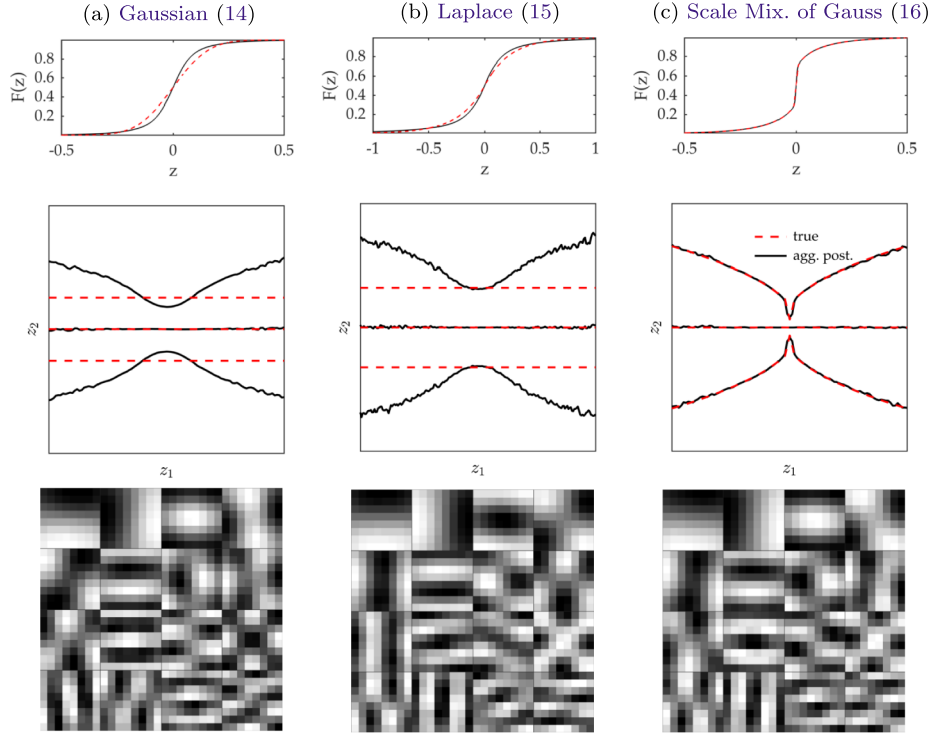 (a) Gaussian (14)
(b) Laplace (15)
(c) Scale Mix. of Gauss (16)
F(z)
0.8
0.6
0.4
0.2
-0.5
0
0.5
z
F(z)
0.8
0.6
0.4
0.2
-1
-0.5
0
0.5
1
z
F(z)
0.8
0.6
0.4
0.2
-0.5
0
0.5
z
z2
z1
z2
z1
true
agg. post.
z2
z1